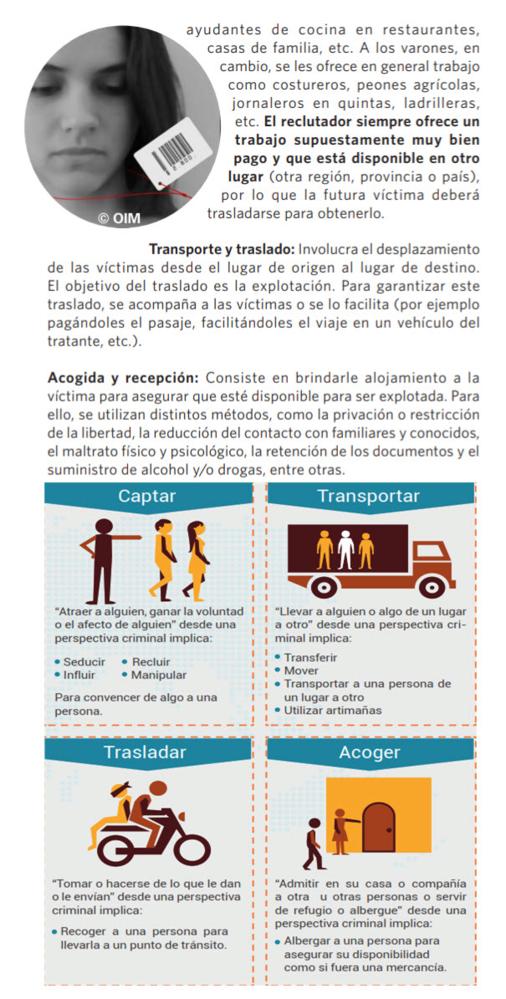 ayudantes de cocina en restaurantes,
casas de familia, etc. A los varones, en
cambio, se les ofrece en general trabajo
como costureros, peones agrícolas,
jornaleros en quintas, ladrilleras,
etc. El reclutador siempre ofrece un
trabajo supuestamente muy bien
pago y que está disponible en otro
lugar (otra región, provincia o país),
por lo que la futura víctima deberá
trasladarse para obtenerlo.
© OIM
Transporte y traslado: Involucra el desplazamiento
de las víctimas desde el lugar de origen al lugar de destino.
El objetivo del traslado es la explotación. Para garantizar este
traslado, se acompaña a las víctimas o se lo facilita (por ejemplo
pagándoles el pasaje, facilitándoles el viaje en un vehículo del
tratante, etc.).
Acogida y recepción: Consiste en brindarle alojamiento a la
víctima para asegurar que esté disponible para ser explotada. Para
ello, se utilizan distintos métodos, como la privación o restricción
de la libertad, la reducción del contacto con familiares y conocidos,
el maltrato físico y psicológico, la retención de los documentos y el
suministro de alcohol y/o drogas, entre otras.
Captar
"Atraer a alguien, ganar la voluntad
o el afecto de alguien" desde una
perspectiva criminal implica:
• Seducir • Recluir
• Influir • Manipular
Para convencer de algo a una
persona.
Transportar
"Llevar a alguien o algo de un lugar
a otro" desde una perspectiva cri-
minal implica:
• Transferir
• Mover
• Transportar a una persona de
un lugar a otro
• Utilizar artimañas
Trasladar
"Tomar o hacerse de lo que le dan
o le envían" desde una perspectiva
criminal implica:
• Recoger a una persona para
llevarla a un punto de tránsito.
Acoger
"Admitir en su casa o compañía
a otra u otras personas o servir
de refugio o albergue" desde una
perspectiva criminal implica:
• Albergar a una persona para
asegurar su disponibilidad
como si fuera una mercancía.